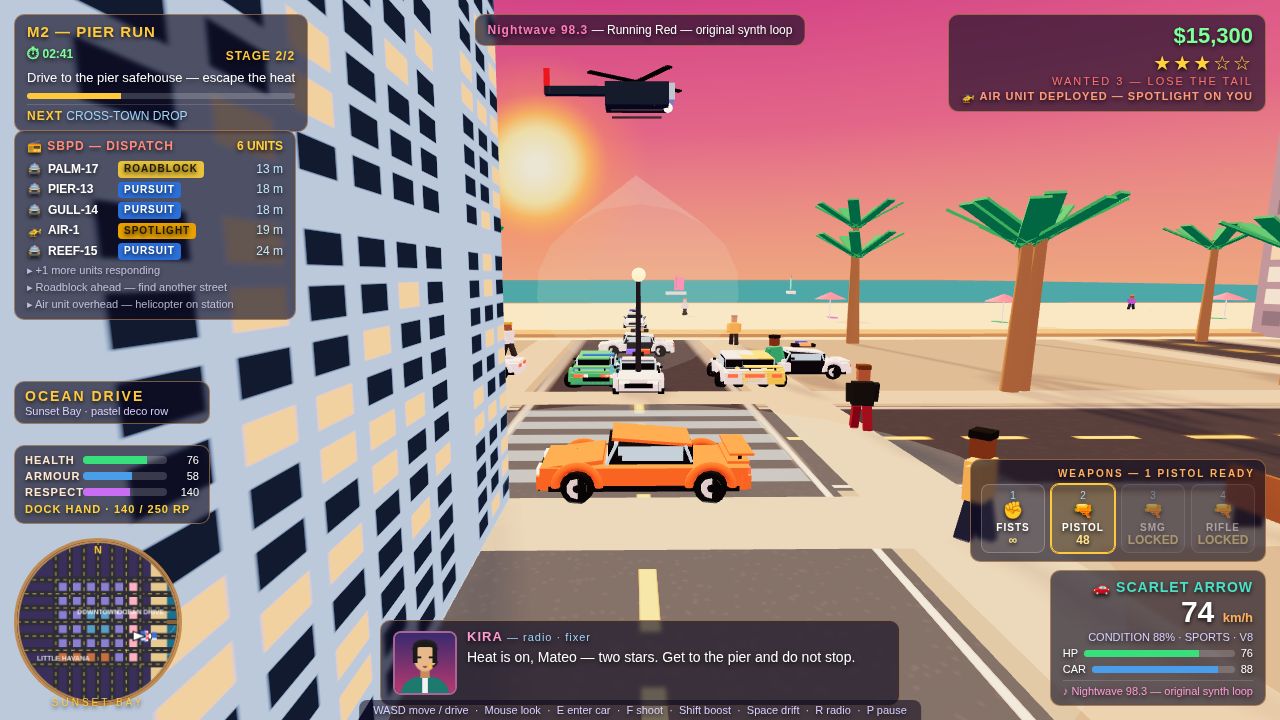 M2 — PIER RUN
⏱ 02:41
STAGE 2/2
Drive to the pier safehouse — escape the heat
NEXT CROSS-TOWN DROP
SBPD — DISPATCH 6 UNITS
PALM-17 ROADBLOCK 13 m
PIER-13 PURSUIT 18 m
GULL-14 PURSUIT 18 m
AIR-1 SPOTLIGHT 19 m
REEF-15 PURSUIT 24 m
▸ +1 more units responding
▸ Roadblock ahead — find another street
▸ Air unit overhead — helicopter on station
OCEAN DRIVE
Sunset Bay · pastel deco row
HEALTH 76
ARMOUR 58
RESPECT 140
DOCK HAND · 140 / 250 RP
N
DOWNTOWN OCEAN DRIVE
LITTLE HAVANA
SUNSET BAY
Nightwave 98.3 — Running Red — original synth loop
$15,300
★★★☆☆
WANTED 3 — LOSE THE TAIL
AIR UNIT DEPLOYED — SPOTLIGHT ON YOU
WEAPONS — 1 PISTOL READY
1 2 3 4
FISTS PISTOL SMG RIFLE
∞ 48 LOCKED LOCKED
SCARLET ARROW
74 km/h
CONDITION 88% · SPORTS · V8
HP 76
CAR 88
♪ Nightwave 98.3 — original synth loop
KIRA — radio · fixer
Heat is on, Mateo — two stars. Get to the pier and do not stop.
WASD move / drive · Mouse look · E enter car · F shoot · Shift boost · Space drift · R radio · P pause